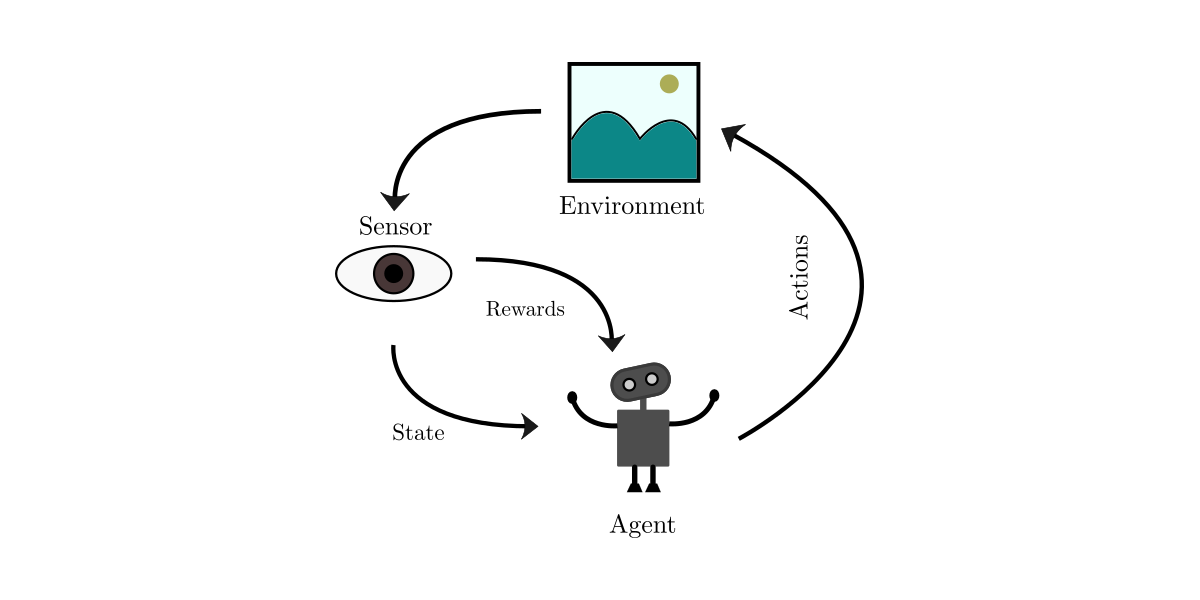 Environment
Sensor
Rewards
Actions
State
Agent